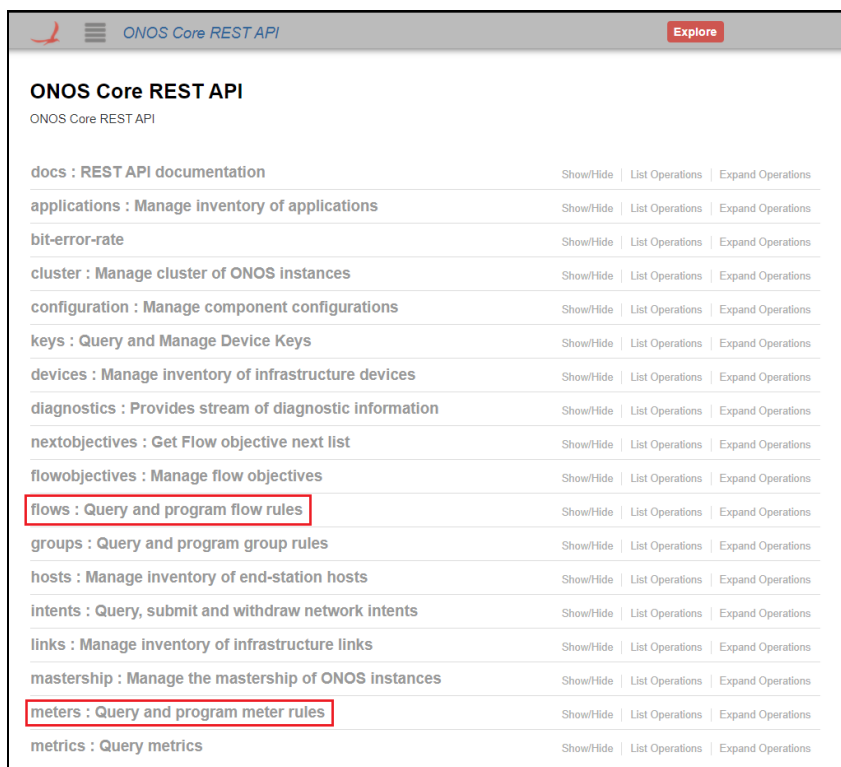 ONOS Core REST API
Explore
ONOS Core REST API
ONOS Core REST API
docs : REST API documentation Show/Hide List Operations Expand Operations
applications : Manage inventory of applications Show/Hide List Operations Expand Operations
bit-error-rate Show/Hide List Operations Expand Operations
cluster : Manage cluster of ONOS instances Show/Hide List Operations Expand Operations
configuration : Manage component configurations Show/Hide List Operations Expand Operations
keys : Query and Manage Device Keys Show/Hide List Operations Expand Operations
devices : Manage inventory of infrastructure devices Show/Hide List Operations Expand Operations
diagnostics : Provides stream of diagnostic information Show/Hide List Operations Expand Operations
nextobjectives : Get Flow objective next list Show/Hide List Operations Expand Operations
flowobjectives : Manage flow objectives Show/Hide List Operations Expand Operations
flows : Query and program flow rules Show/Hide List Operations Expand Operations
groups : Query and program group rules Show/Hide List Operations Expand Operations
hosts : Manage inventory of end-station hosts Show/Hide List Operations Expand Operations
intents : Query, submit and withdraw network intents Show/Hide List Operations Expand Operations
links : Manage inventory of infrastructure links Show/Hide List Operations Expand Operations
mastership : Manage the mastership of ONOS instances Show/Hide List Operations Expand Operations
meters : Query and program meter rules Show/Hide List Operations Expand Operations
metrics : Query metrics Show/Hide List Operations Expand Operations